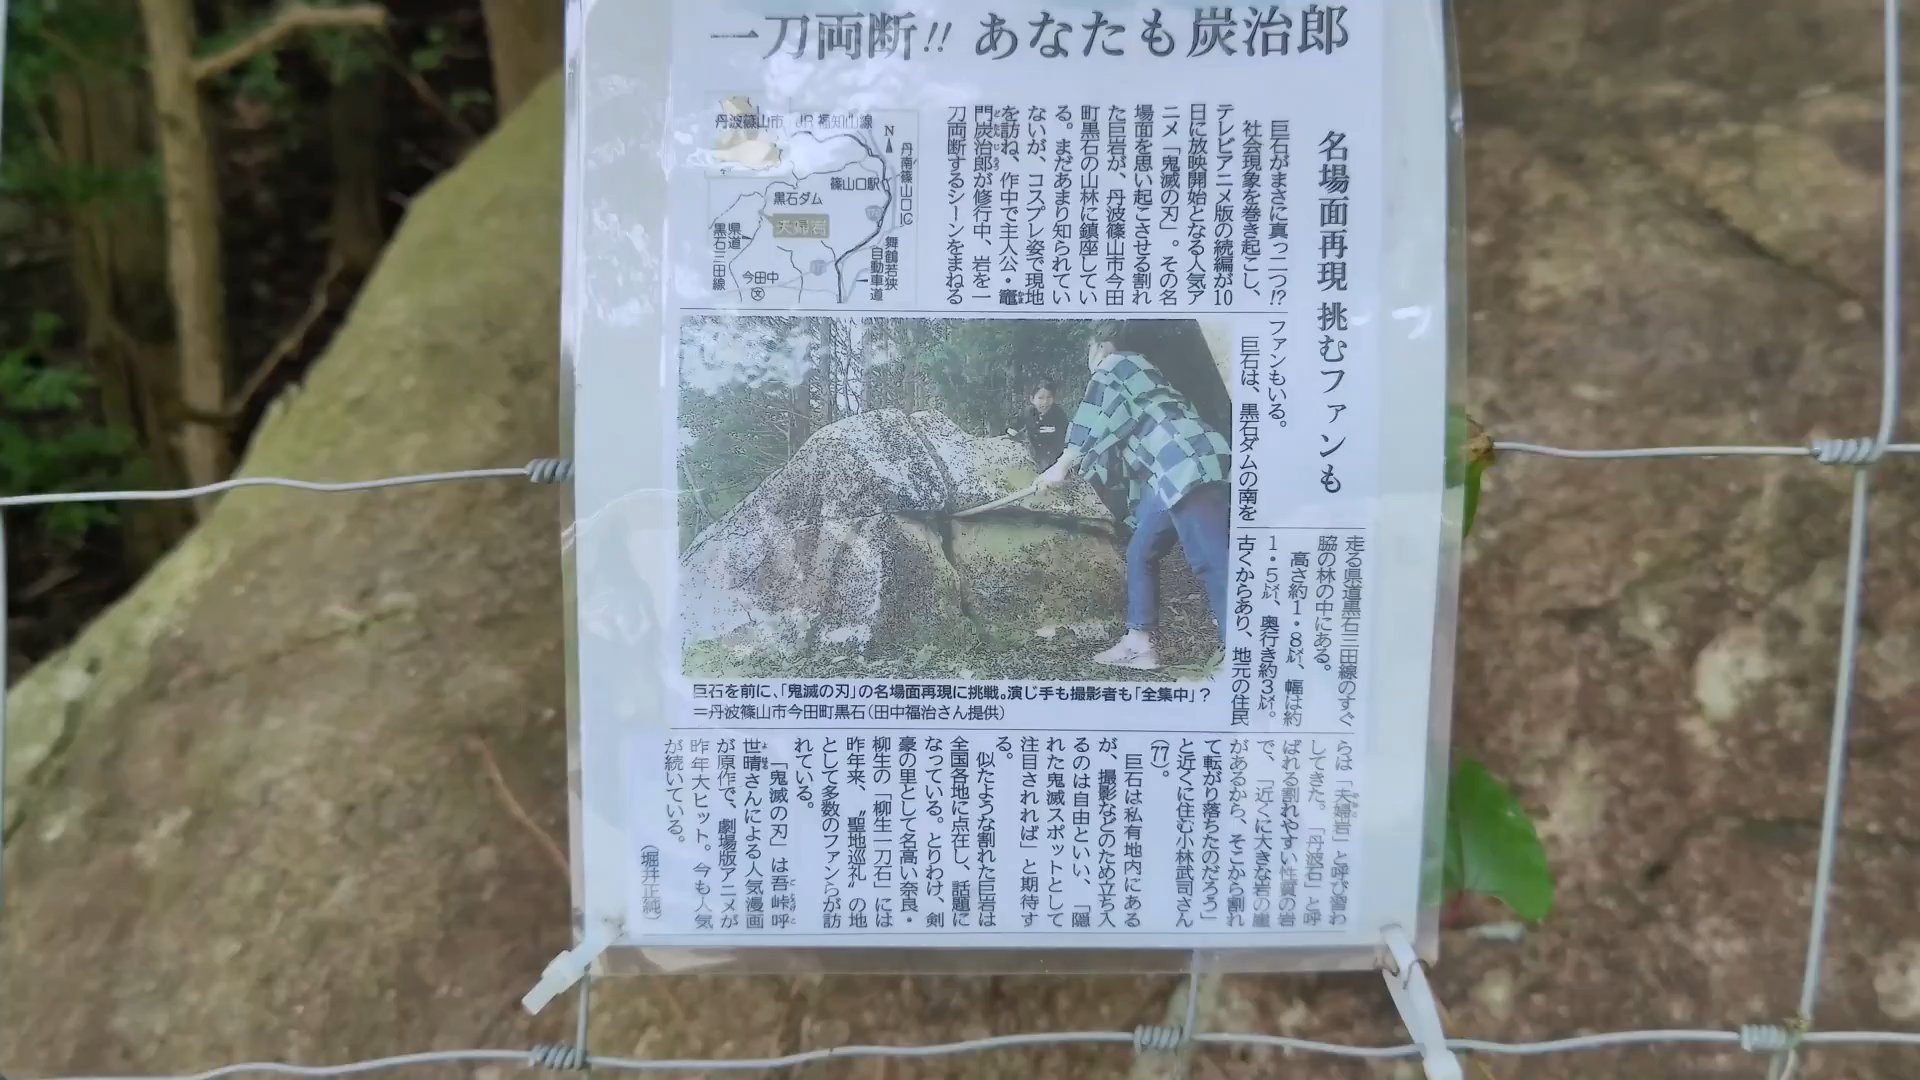 一刀両断!! あなたも炭治郎
名場面再現 挑むファンも
巨石がまさに真っ二つ!?
社会現象を巻き起こし、
テレビアニメ版の続編が10
日に放映開始となる人気ア
ニメ「鬼滅の刃」。その名
場面を思い起こさせる割れ
た巨岩が、丹波篠山市今田
町黒石の山林に鎮座してい
る。まだあまり知られてい
ないが、コスプレ姿で現地
を訪ね、作中で主人公・竈
門炭治郎が修行中、岩を一
刀両断するシーンをまねる
丹波篠山市
JR福知山線
N
丹南篠山口IC
篠山口駅
黒石ダム
夫婦岩
県道
黒石三田線
舞鶴若狭
自動車道
今田中
文
ファンもいる。
巨石は、黒石ダムの南を
走る県道黒石三田線のすぐ
脇の林の中にある。
高さ約1・8㍍、幅は約
1・5㍍、奥行き約3㍍。
古くからあり、地元の住民
巨石を前に、「鬼滅の刃」の名場面再現に挑戦。演じ手も撮影者も「全集中」?
=丹波篠山市今田町黒石(田中福治さん提供)
らは「夫婦岩」と呼び習わ
してきた。「丹波石」と呼
ばれる割れやすい性質の岩
で、「近くに大きな岩の崖
があるから、そこから割れ
て転がり落ちたのだろう」
と近くに住む小林武司さん
(77)。
巨石は私有地内にある
が、撮影などのため立ち入
るのは自由といい、「隠
れた鬼滅スポットとして
注目されれば」と期待す
る。
似たような割れた巨岩は
全国各地に点在し、話題に
なっている。とりわけ、剣
豪の里として名高い奈良・
柳生の「柳生一刀石」には
昨年来、〝聖地巡礼〟の地
として多数のファンらが訪
れている。
「鬼滅の刃」は吾峠呼
世晴さんによる人気漫画
が原作で、劇場版アニメが
昨年大ヒット。今も人気
が続いている。
(堀井正純)